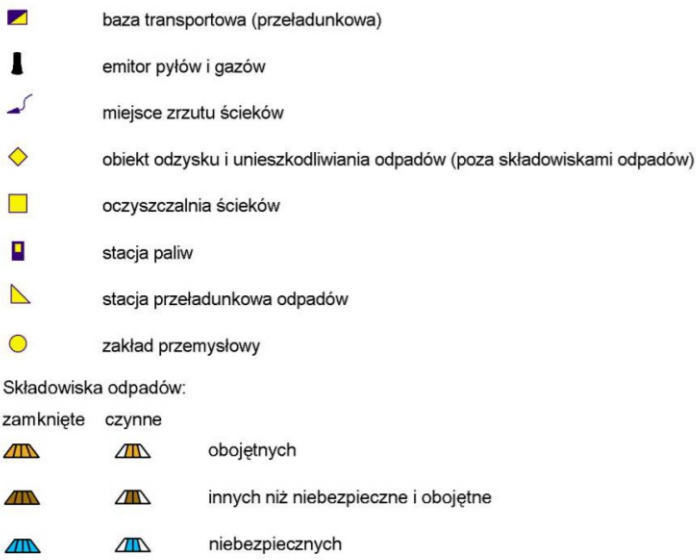 baza transportowa (przeładunkowa)
emitor pyłów i gazów
miejsce zrzutu ścieków
obiekt odzysku i unieszkodliwiania odpadów (poza składowiskami odpadów)
oczyszczalnia ścieków
stacja paliw
stacja przeładunkowa odpadów
zakład przemysłowy
Składowiska odpadów:
zamknięte czynne
obojętnych
innych niż niebezpieczne i obojętne
niebezpiecznych